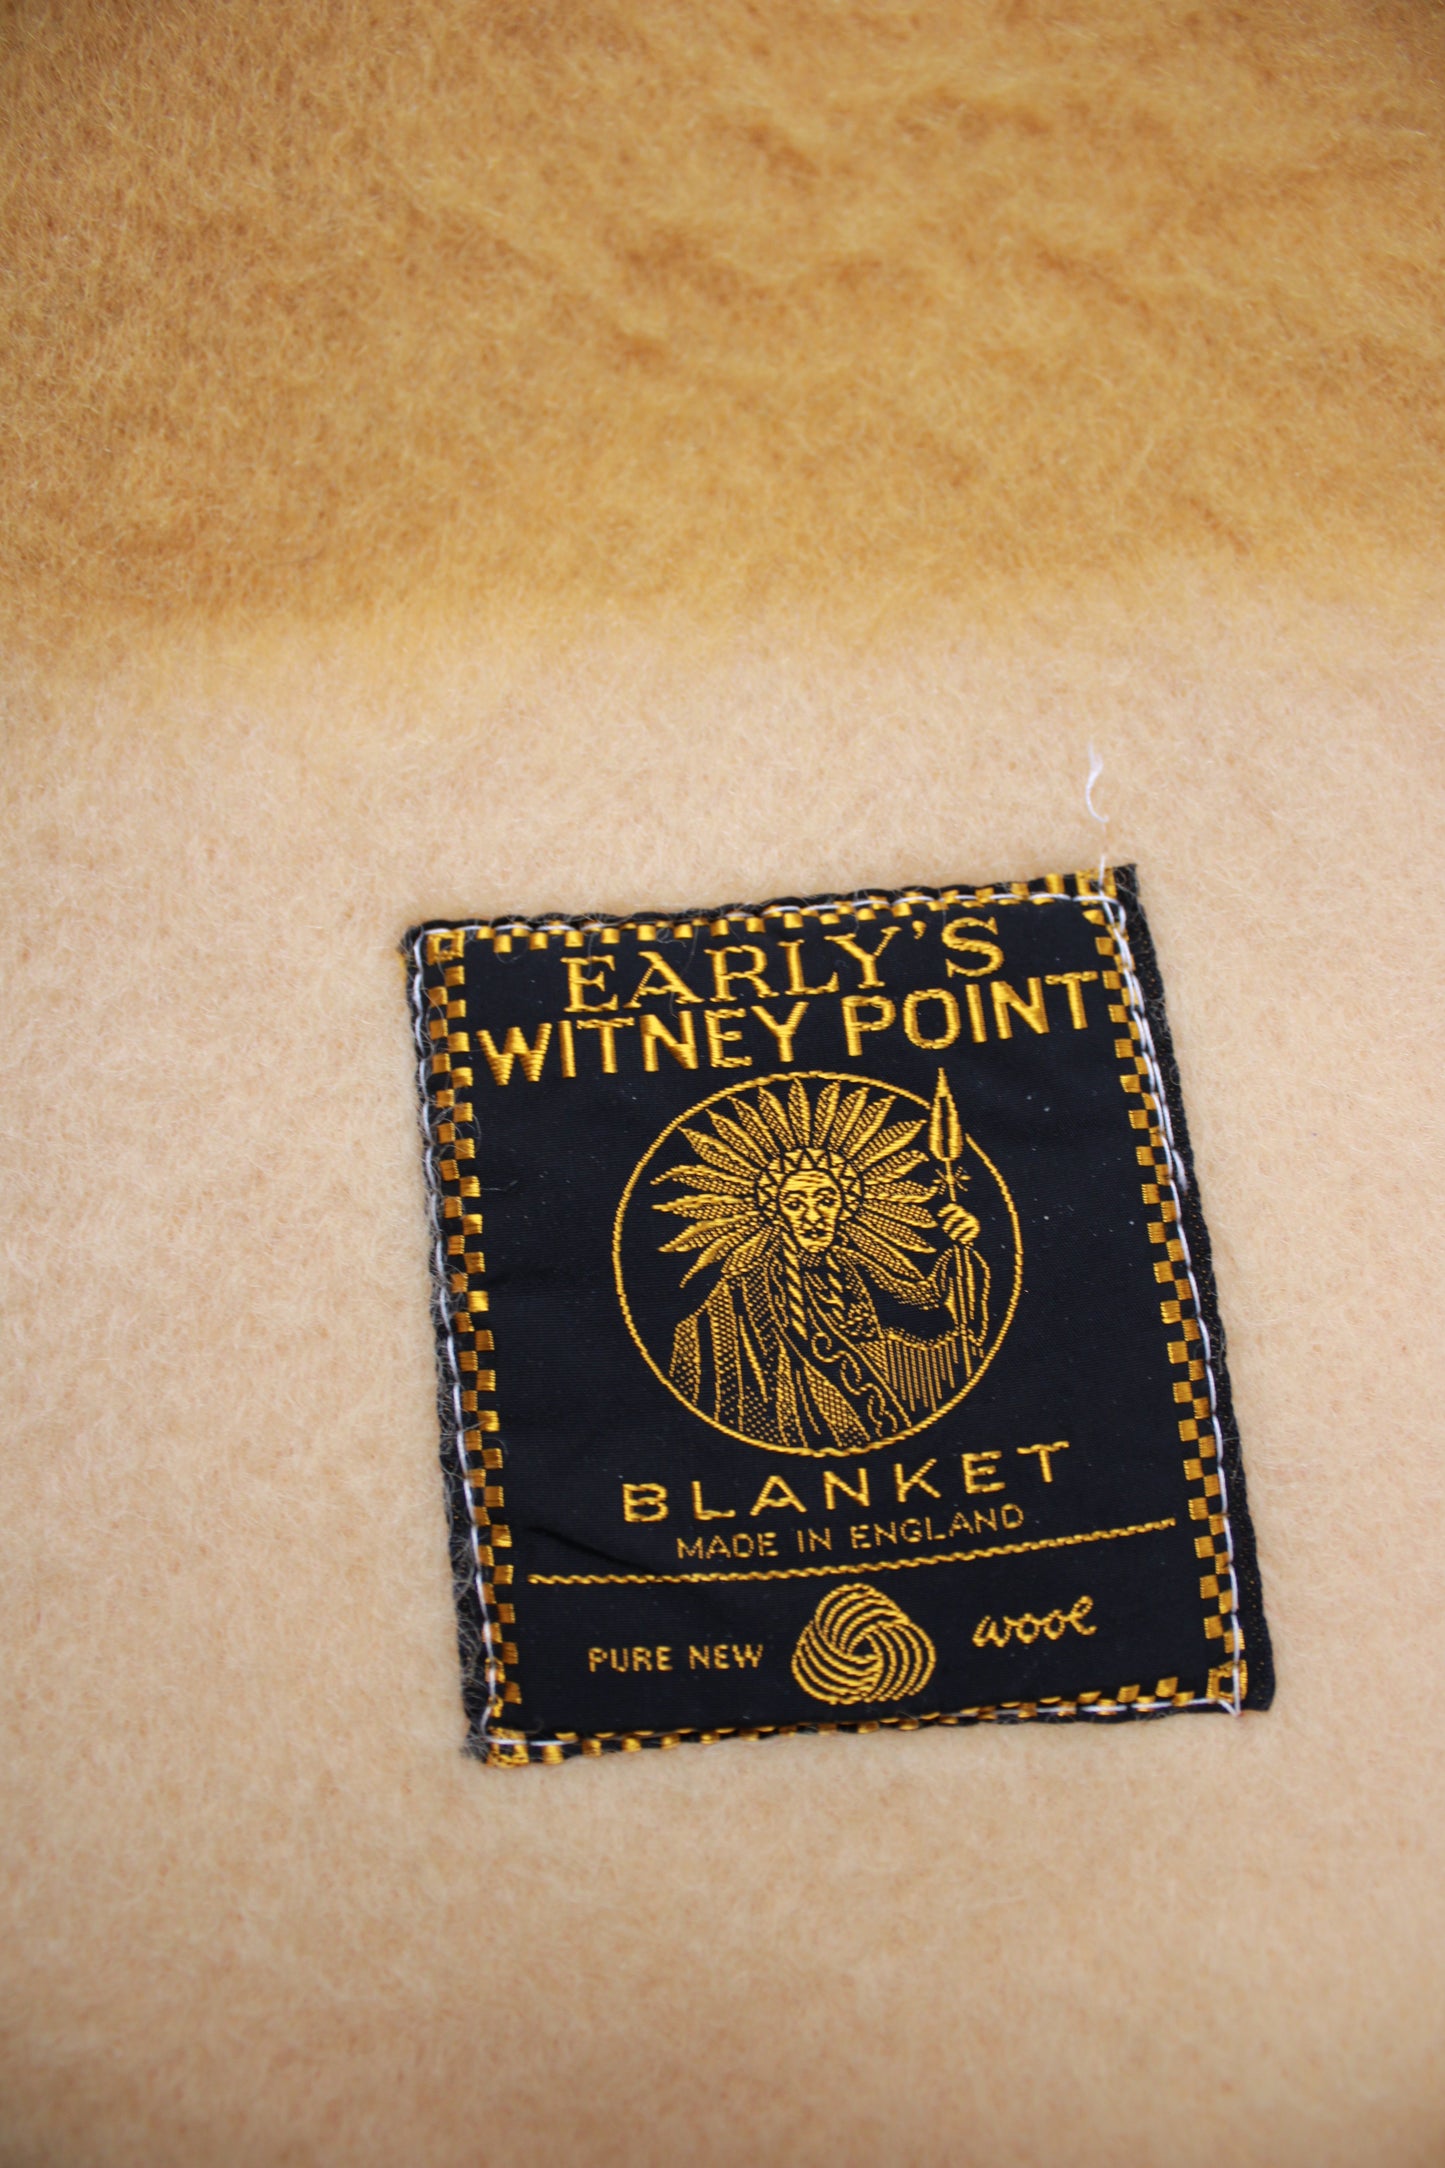 EARLY'S
WITNEY POINT
BLANKET
MADE IN ENGLAND
PURE NEW wool